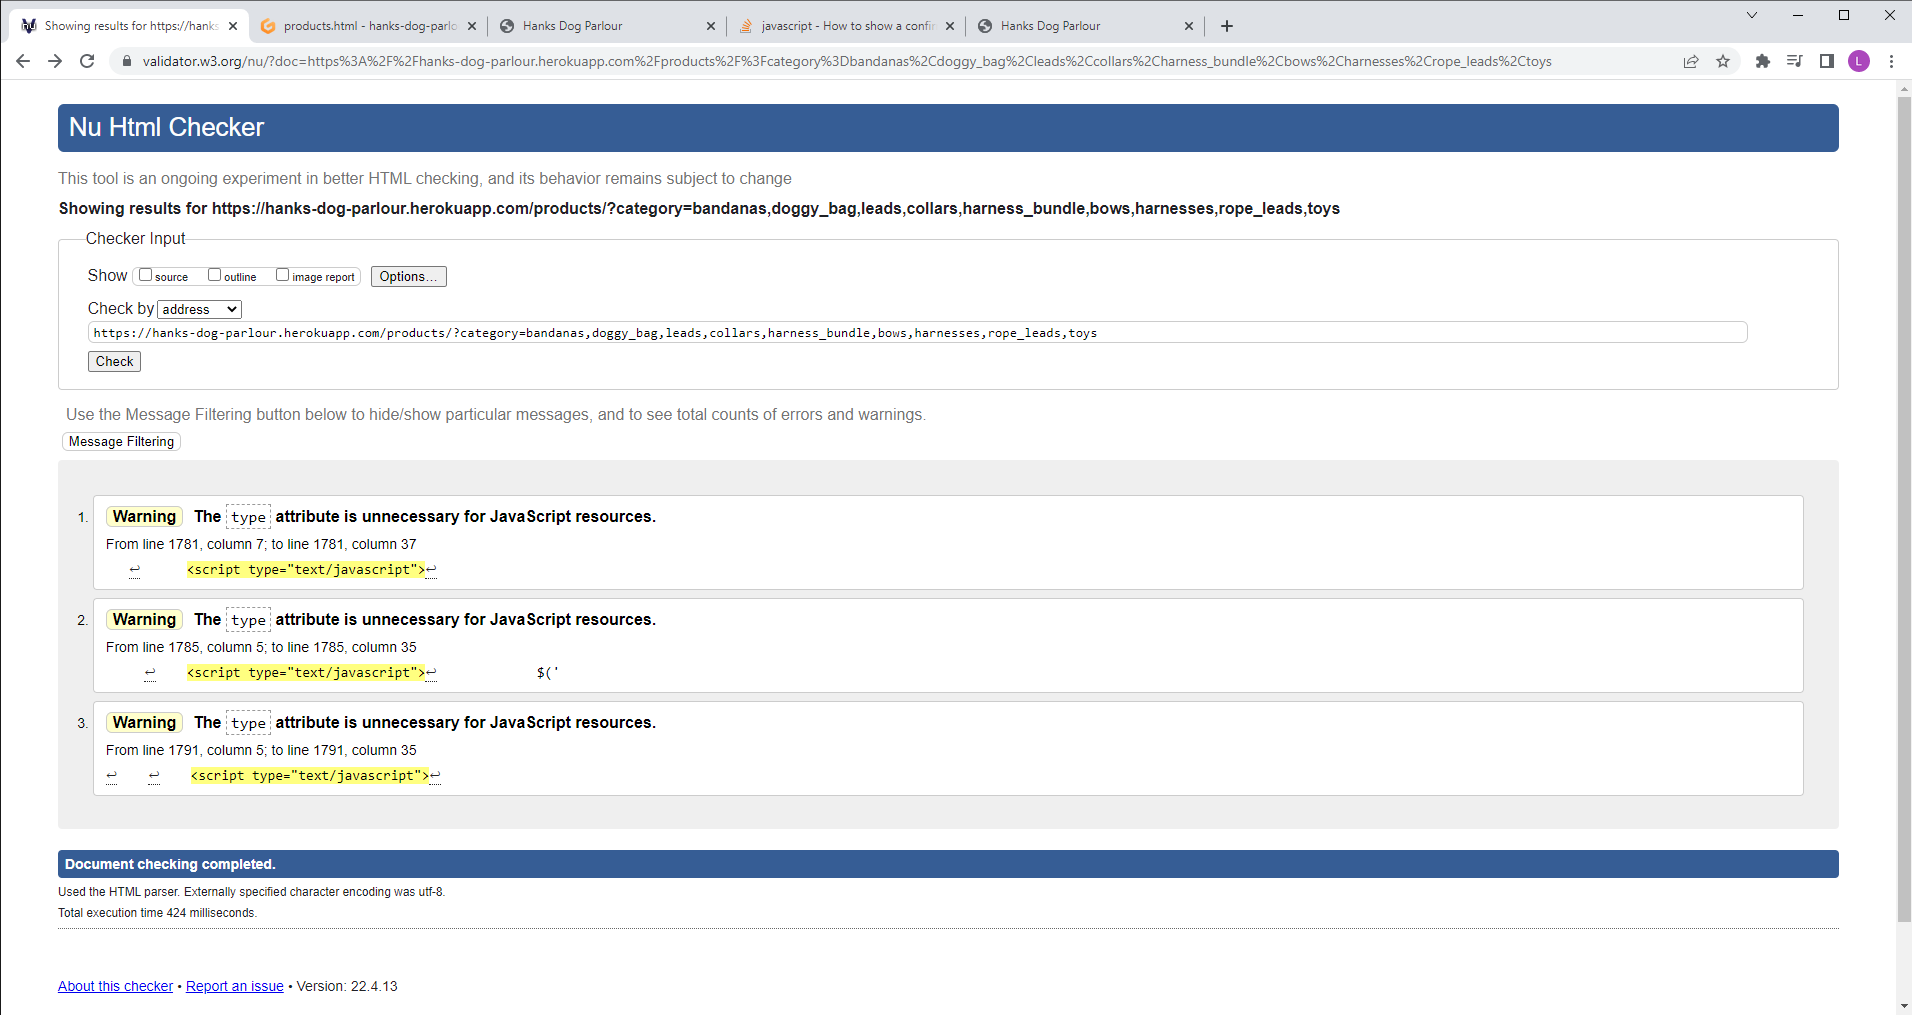 Showing results for https://hanks
products.html - hanks-dog-parlo
Hanks Dog Parlour
javascript - How to show a confir
Hanks Dog Parlour
validator.w3.org/nu/?doc=https%3A%2F%2Fhanks-dog-parlour.herokuapp.com%2Fproducts%2F%3Fcategory%3Dbandanas%2Cdoggy_bag%2Cleads%2Ccollars%2Charness_bundle%2Cbows%2Charnesses%2Crope_leads%2Ctoys
L
Nu Html Checker
This tool is an ongoing experiment in better HTML checking, and its behavior remains subject to change
Showing results for https://hanks-dog-parlour.herokuapp.com/products/?category=bandanas,doggy_bag,leads,collars,harness_bundle,bows,harnesses,rope_leads,toys
Checker Input
Show source outline image report Options...
Check by address
https://hanks-dog-parlour.herokuapp.com/products/?category=bandanas,doggy_bag,leads,collars,harness_bundle,bows,harnesses,rope_leads,toys
Check
Use the Message Filtering button below to hide/show particular messages, and to see total counts of errors and warnings.
Message Filtering
1. Warning The type attribute is unnecessary for JavaScript resources.
From line 1781, column 7; to line 1781, column 37
↩ <script type="text/javascript">↩
2. Warning The type attribute is unnecessary for JavaScript resources.
From line 1785, column 5; to line 1785, column 35
↩ <script type="text/javascript">↩ $('
3. Warning The type attribute is unnecessary for JavaScript resources.
From line 1791, column 5; to line 1791, column 35
↩ ↩ <script type="text/javascript">↩
Document checking completed.
Used the HTML parser. Externally specified character encoding was utf-8.
Total execution time 424 milliseconds.
About this checker • Report an issue • Version: 22.4.13